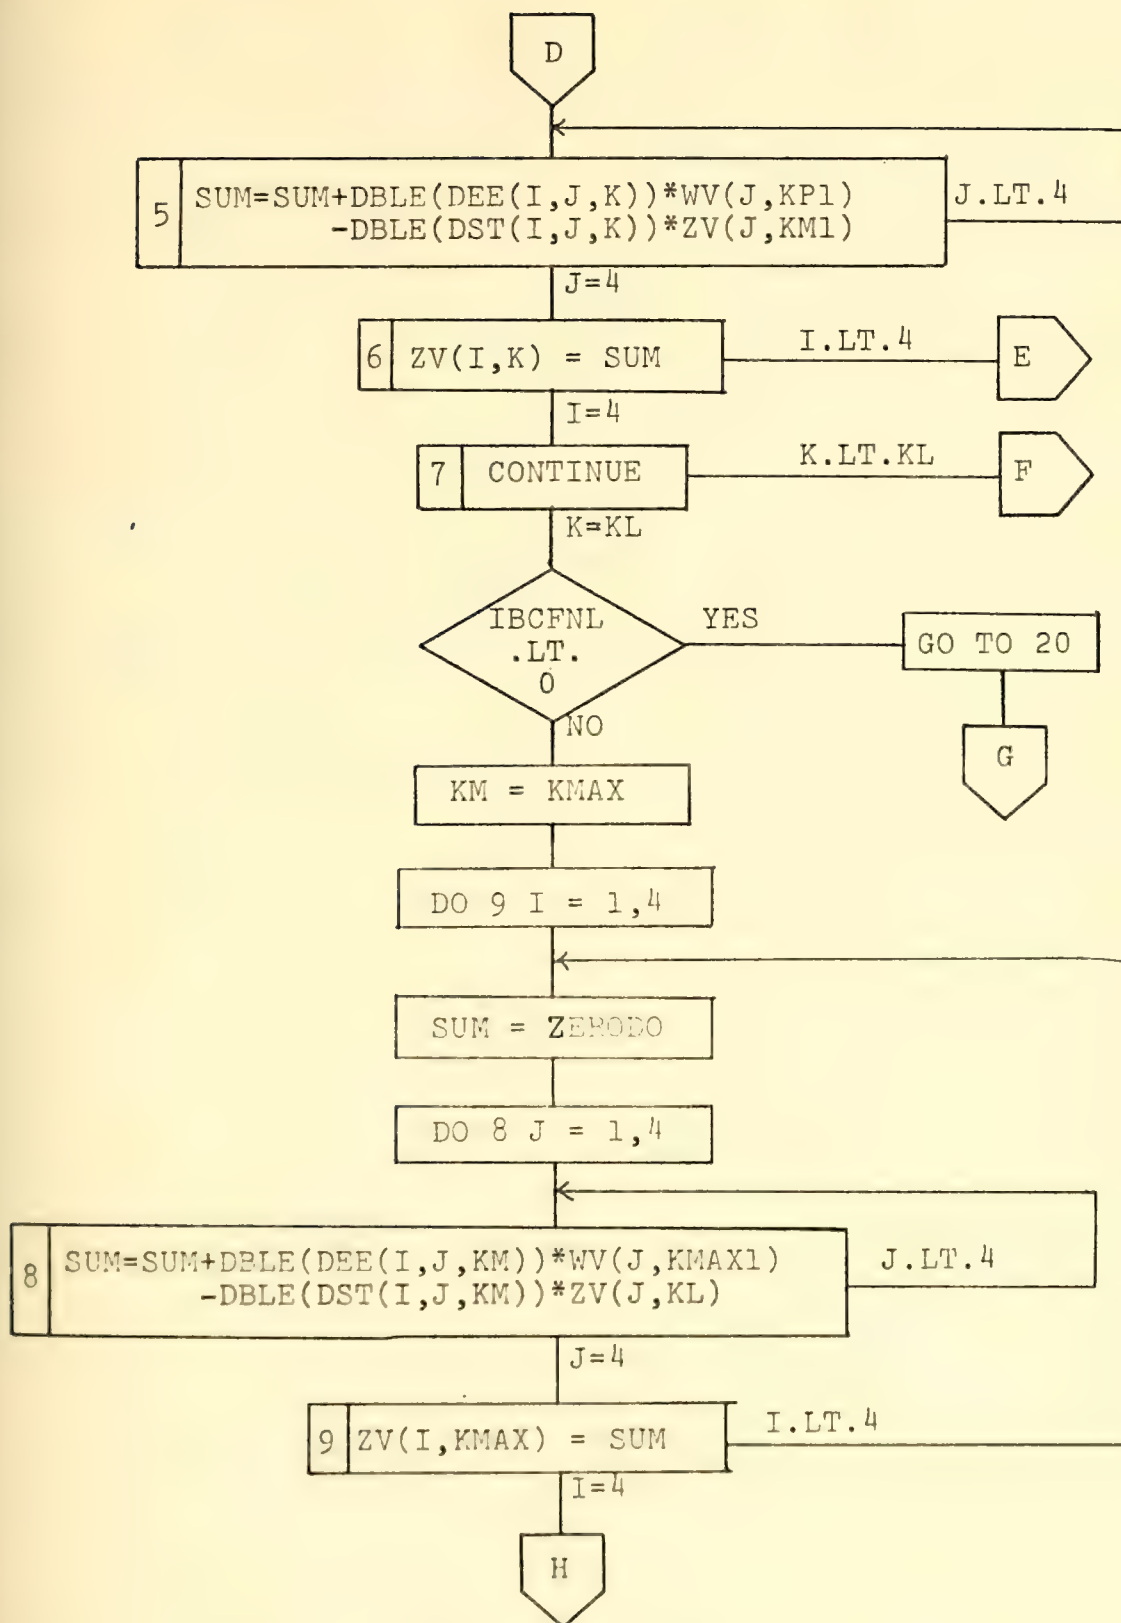 D
5 SUM=SUM+DBLE(DEE(I,J,K))*WV(J,KP1) J.LT.4
-DBLE(DST(I,J,K))*ZV(J,KM1)
J=4
6 ZV(I,K) = SUM I.LT.4 E
I=4
7 CONTINUE K.LT.KL F
K=KL
IBCFNL YES
.LT. GO TO 20
0
NO G
KM = KMAX
DO 9 I = 1,4
SUM = ZERODO
DO 8 J = 1,4
8 SUM=SUM+DBLE(DEE(I,J,KM))*WV(J,KMAX1) J.LT.4
-DBLE(DST(I,J,KM))*ZV(J,KL)
J=4
9 ZV(I,KMAX) = SUM I.LT.4
I=4
H